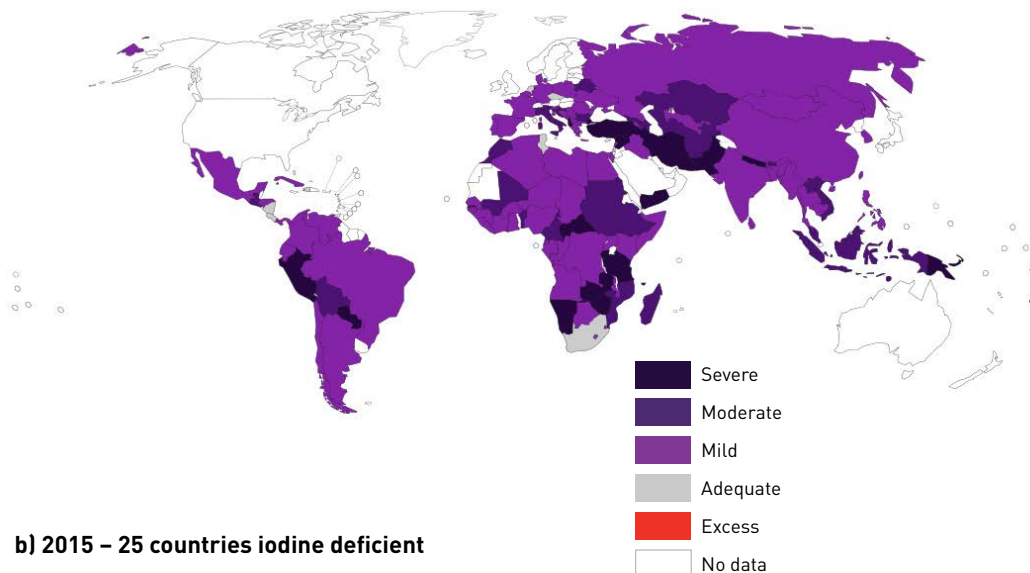 Severe
Moderate
Mild
Adequate
Excess
No data
b) 2015 – 25 countries iodine deficient